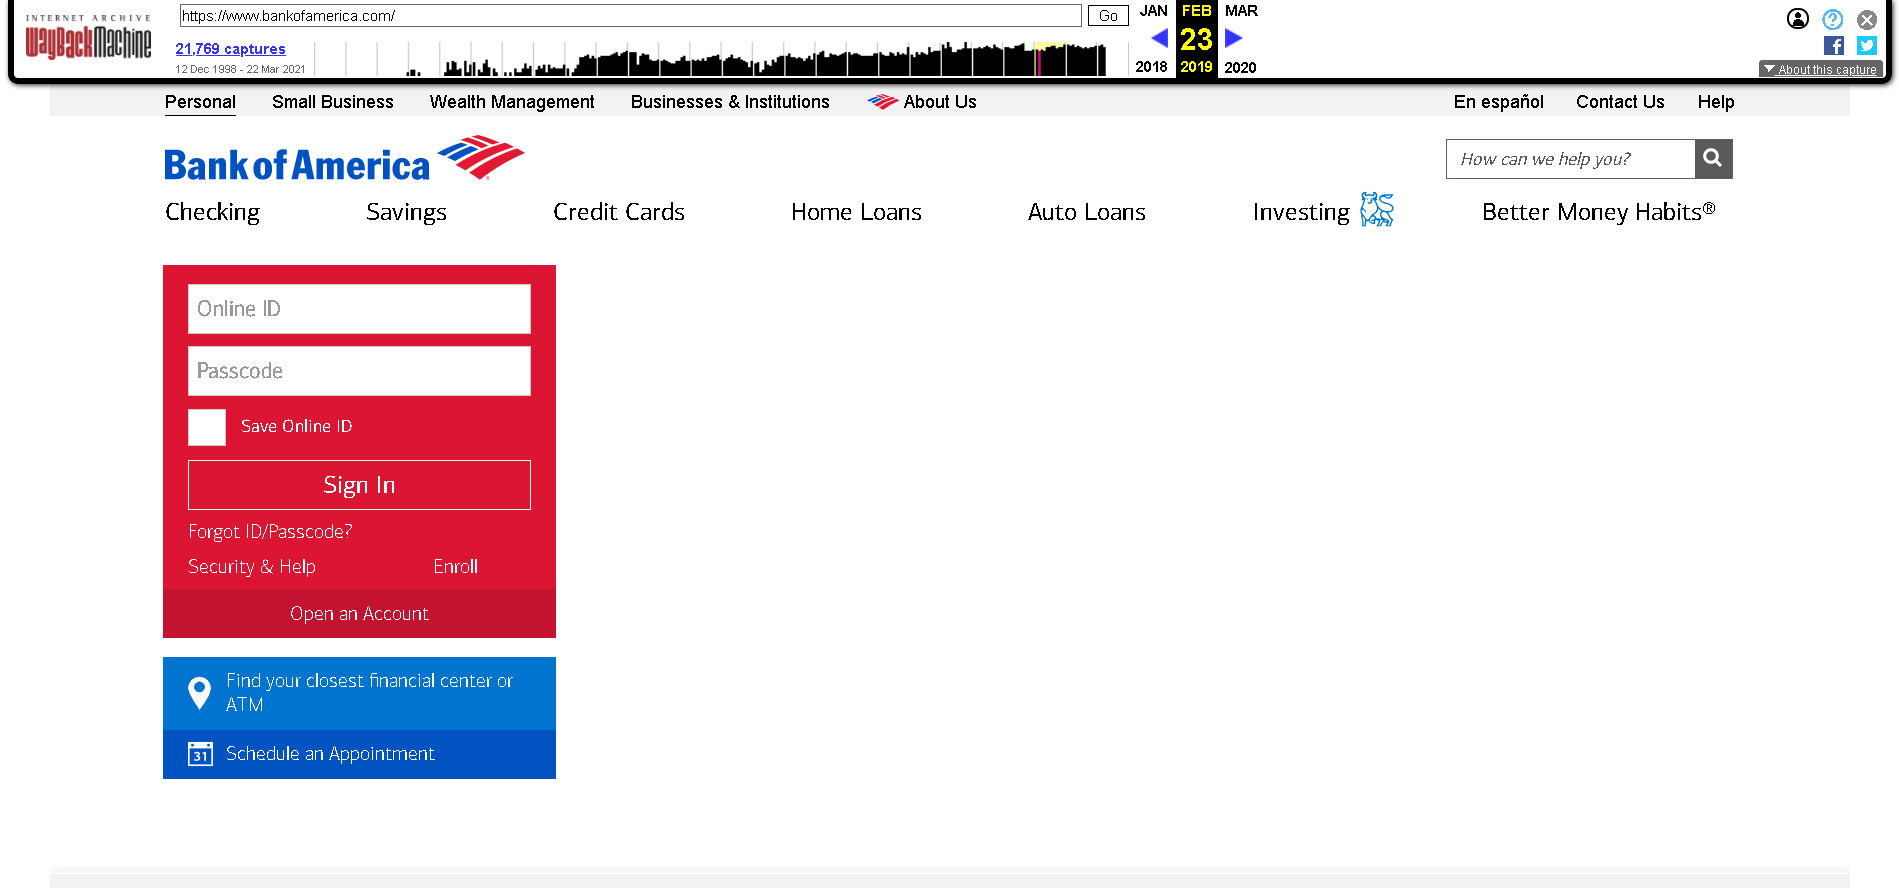 INTERNET ARCHIVE
WayBackMachine
https://www.bankofamerica.com/
Go
JAN FEB MAR
21,769 captures
23
12 Dec 1998 - 22 Mar 2021
2018 2019 2020
About this capture
Personal Small Business Wealth Management Businesses & Institutions About Us En español Contact Us Help
Bank of America
How can we help you?
Checking Savings Credit Cards Home Loans Auto Loans Investing Better Money Habits®
Online ID
Passcode
Save Online ID
Sign In
Forgot ID/Passcode?
Security & Help Enroll
Open an Account
Find your closest financial center or
ATM
31 Schedule an Appointment